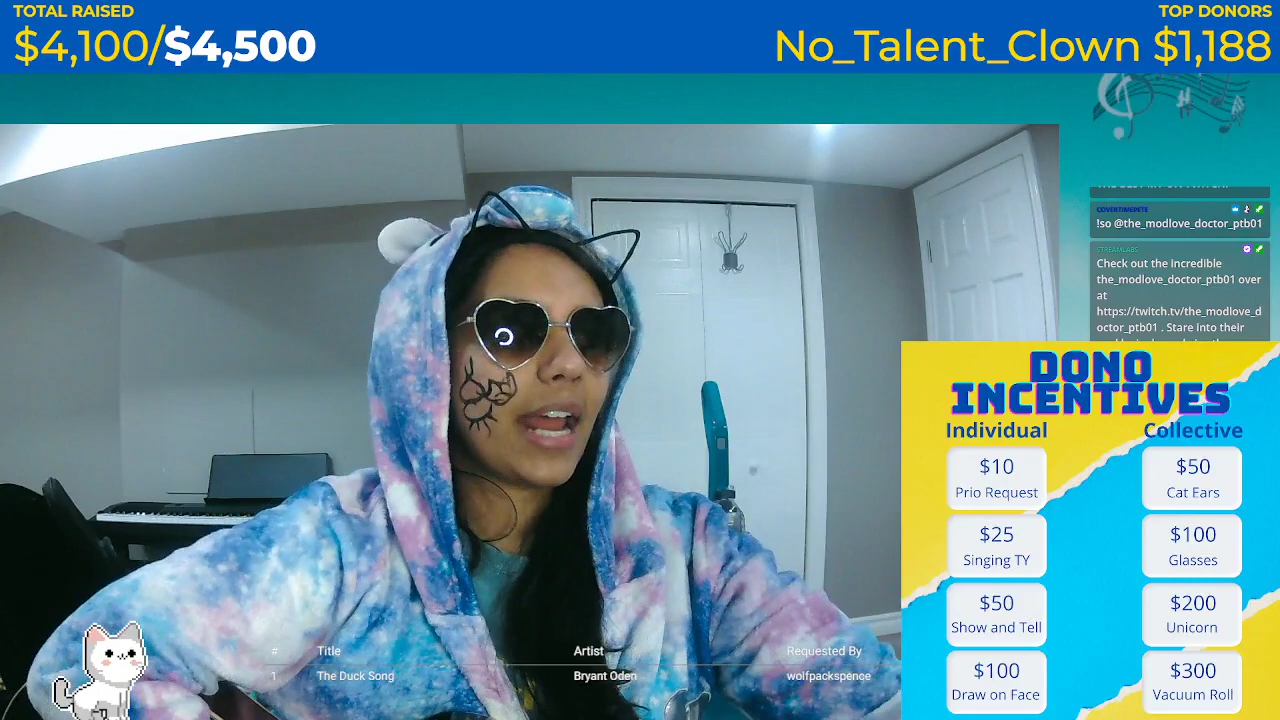 TOTAL RAISED
$4,100/$4,500
TOP DONORS
No_Talent_Clown $1,188
COVERTIMEPETE
!so @the_modlove_doctor_ptb01
STREAMLABS
Check out the incredible
the_modlove_doctor_ptb01 over
at
https://twitch.tv/the_modlove_d
octor_ptb01 . Stare into their
DONO
INCENTIVES
Individual
Collective
$10
Prio Request
$50
Cat Ears
$25
Singing TY
$100
Glasses
$50
Show and Tell
$200
Unicorn
$100
Draw on Face
$300
Vacuum Roll
# Title Artist Requested By
1 The Duck Song Bryant Oden wolfpackspence